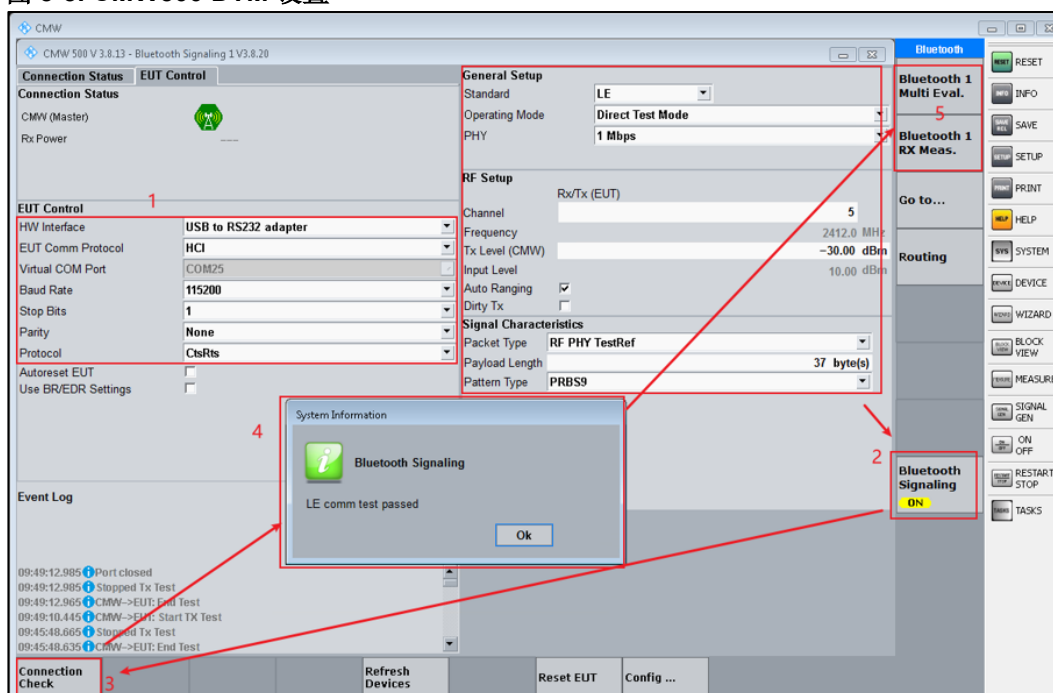 CMW
CMW 500 V 3.8.13 - Bluetooth Signaling 1 V3.8.20
Connection Status
EUT Control
Connection Status
CMW (Master)
Rx Power
---
1
EUT Control
HW Interface
USB to RS232 adapter
EUT Comm Protocol
HCI
Virtual COM Port
COM25
Baud Rate
115200
Stop Bits
1
Parity
None
Protocol
CtsRts
Autoreset EUT
Use BR/EDR Settings
General Setup
Standard
LE
Operating Mode
Direct Test Mode
PHY
1 Mbps
RF Setup
Rx/Tx (EUT)
Channel
5
Frequency
2412.0 MHz
Tx Level (CMW)
−30.00 dBm
Input Level
10.00 dBm
Auto Ranging
Dirty Tx
Signal Characteristics
Packet Type
RF PHY TestRef
Payload Length
37 byte(s)
Pattern Type
PRBS9
4
System Information
Bluetooth Signaling
LE comm test passed
Ok
Event Log
09:49:12.985 Port closed
09:49:12.985 Stopped Tx Test
09:49:12.965 CMW->EUT: End Test
09:49:10.445 CMW->EUT: Start TX Test
09:45:48.665 Stopped Tx Test
09:45:48.635 CMW->EUT: End Test
Connection Check
3
Refresh Devices
Reset EUT
Config ...
Bluetooth
Bluetooth 1
Multi Eval.
5
Bluetooth 1
RX Meas.
Go to...
Routing
2
Bluetooth
Signaling
ON
RESET
INFO
SAVE
SETUP
PRINT
HELP
SYS SYSTEM
DEVICE
WIZARD
BLOCK VIEW
MEASURE
SIGNAL GEN
ON OFF
RESTART STOP
TASKS